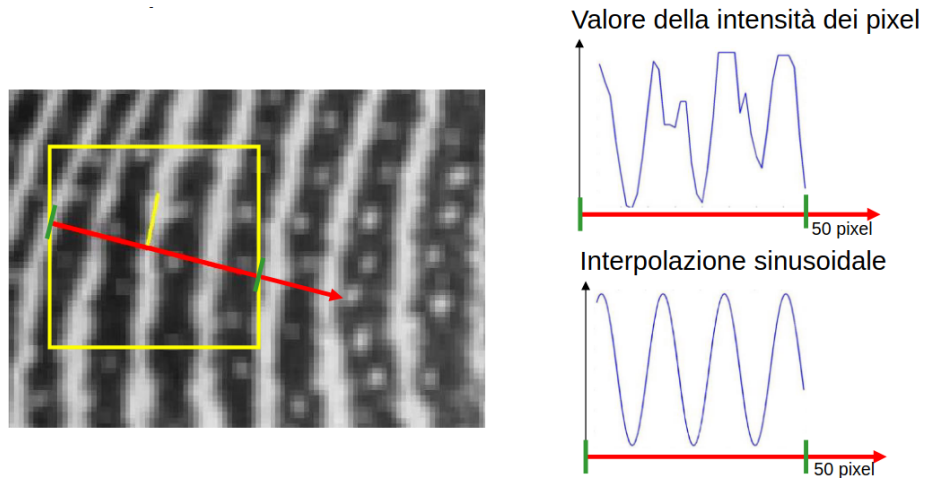 Valore della intensità dei pixel
50 pixel
Interpolazione sinusoidale
50 pixel